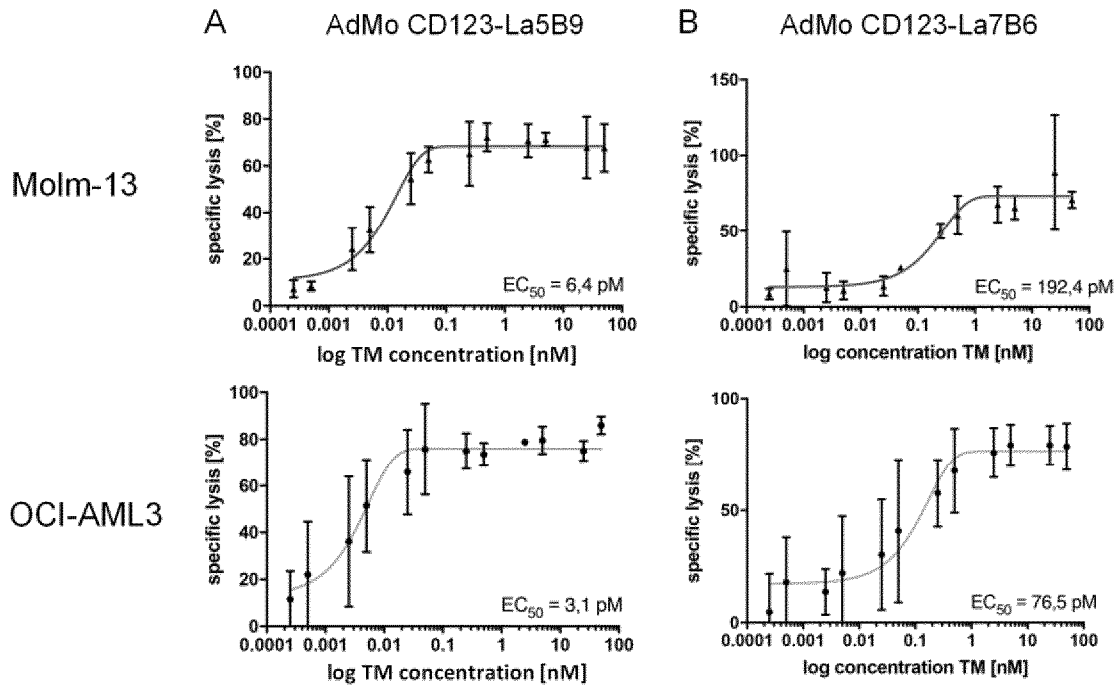 A AdMo CD123-La5B9
B AdMo CD123-La7B6
Molm-13
specific lysis [%]
100
80
60
40
20
0
EC50 = 6,4 pM
0.0001 0.001 0.01 0.1 1 10 100
log TM concentration [nM]
specific lysis [%]
150
100
50
0
EC50 = 192,4 pM
0.0001 0.001 0.01 0.1 1 10 100
log concentration TM [nM]
OCI-AML3
specific lysis [%]
100
80
60
40
20
0
EC50 = 3,1 pM
0.0001 0.001 0.01 0.1 1 10 100
log TM concentration [nM]
specific lysis [%]
100
50
0
EC50 = 76,5 pM
0.0001 0.001 0.01 0.1 1 10 100
log concentration TM [nM]